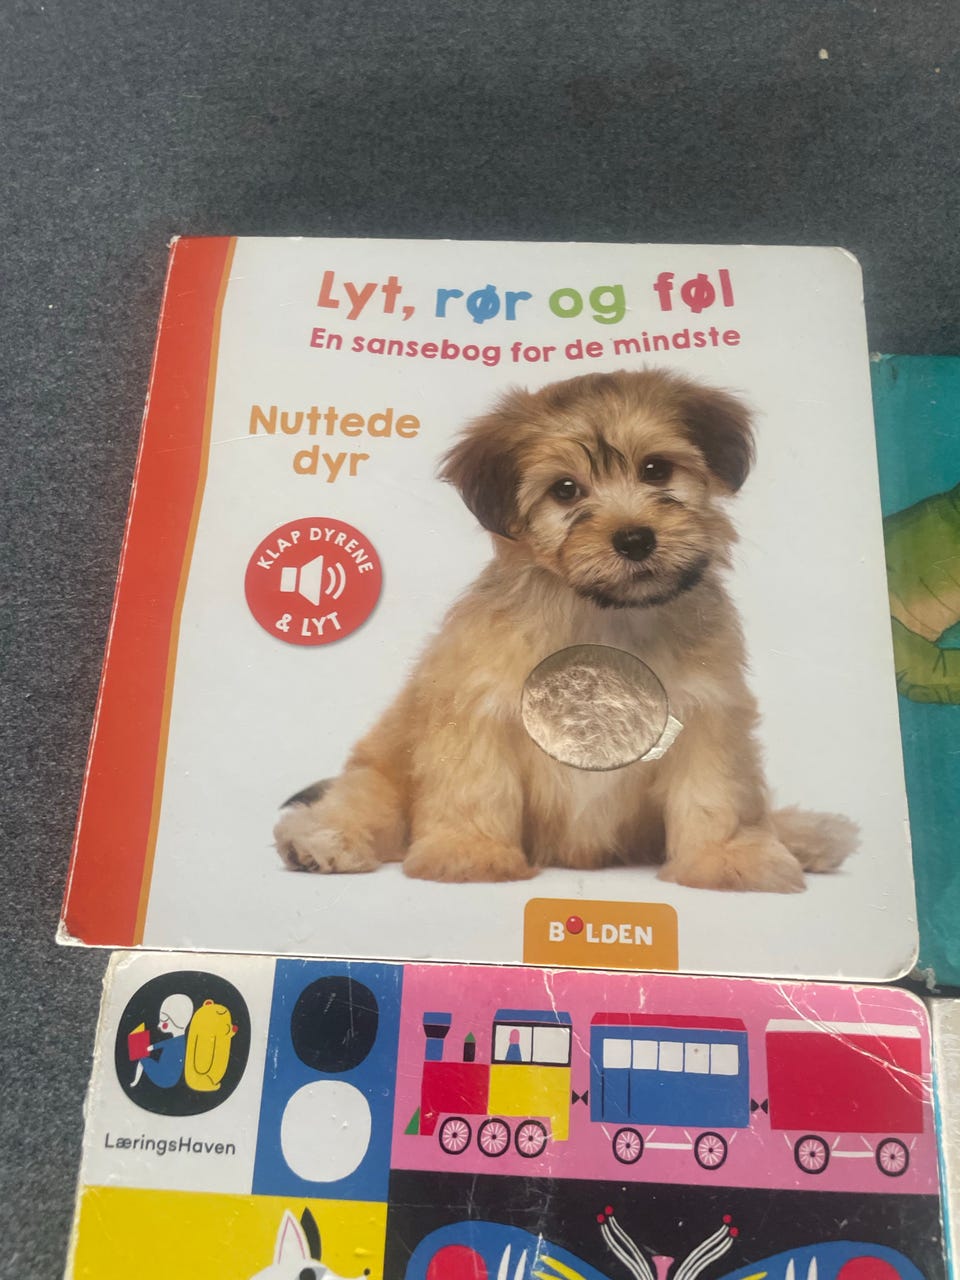 Lyt, rør og føl
En sansebog for de mindste
Nuttede
dyr
KLAP DYRENE
& LYT
BOLDEN
LæringsHaven